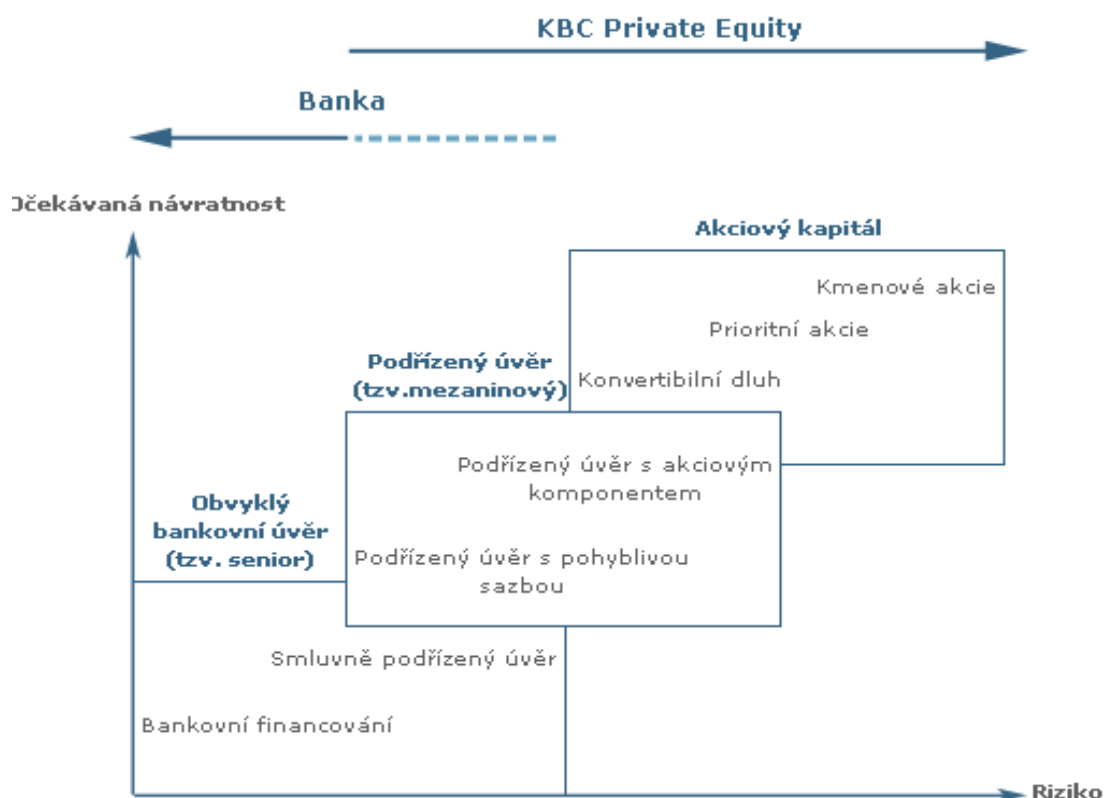 KBC Private Equity
Banka
Očekávaná návratnost
Akciový kapitál
Kmenové akcie
Prioritní akcie
Podřízený úvěr
(tzv.mezaninový)
Konvertibilní dluh
Podřízený úvěr s akciovým
komponentem
Obvyklý
bankovní úvěr
(tzv. senior)
Podřízený úvěr s pohyblivou
sazbou
Smluvně podřízený úvěr
Bankovní financování
Riziko